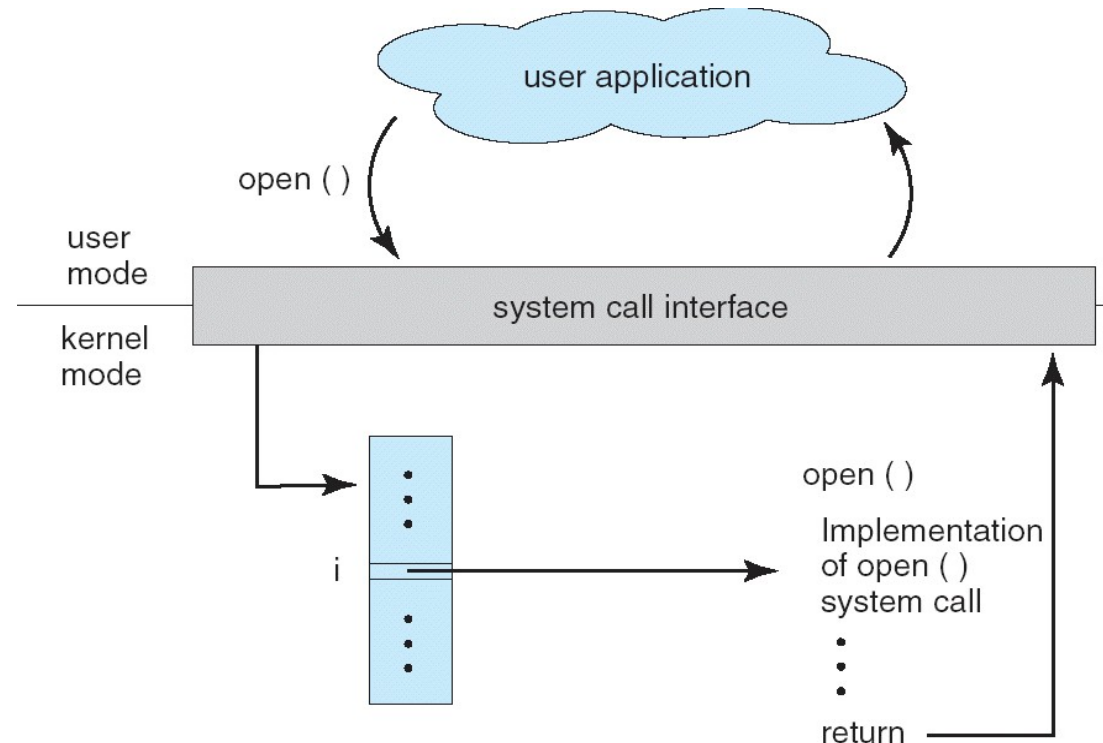 user application
open ( )
user
mode
system call interface
kernel
mode
open ( )
Implementation
i
of open ( )
system call
return